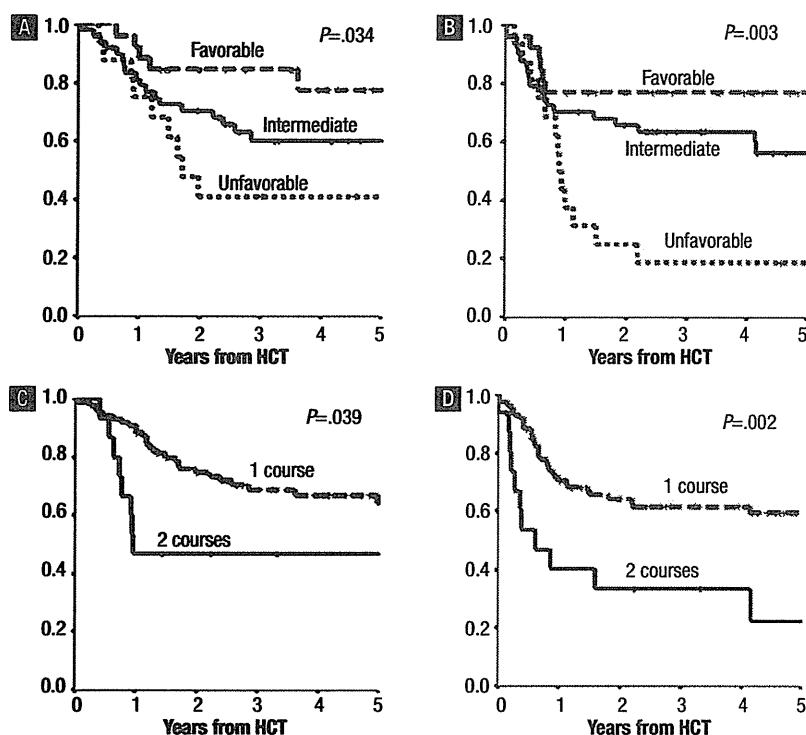 A
P=.034
1.0
0.8
0.6
0.4
0.2
0.0
Favorable
Intermediate
Unfavorable
0 1 2 3 4 5
Years from HCT
B
P=.003
1.0
0.8
0.6
0.4
0.2
0.0
Favorable
Intermediate
Unfavorable
0 1 2 3 4 5
Years from HCT
C
P=.039
1.0
0.8
0.6
0.4
0.2
0.0
1 course
2 courses
0 1 2 3 4 5
Years from HCT
D
P=.002
1.0
0.8
0.6
0.4
0.2
0.0
1 course
2 courses
0 1 2 3 4 5
Years from HCT